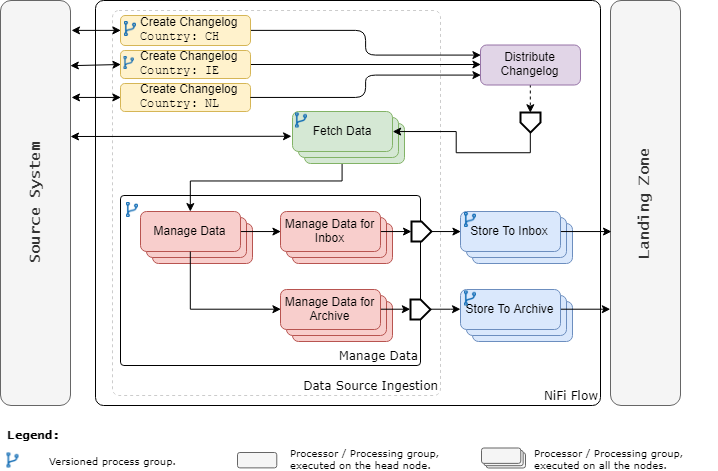 Source System
Create Changelog
Country: CH
Create Changelog
Country: IE
Create Changelog
Country: NL
Distribute
Changelog
Fetch Data
Manage Data
Manage Data for
Inbox
Store To Inbox
Manage Data for
Archive
Store To Archive
Manage Data
Data Source Ingestion
NiFi Flow
Landing Zone
Legend:
Versioned process group.
Processor / Processing group,
executed on the head node.
Processor / Processing group,
executed on all the nodes.